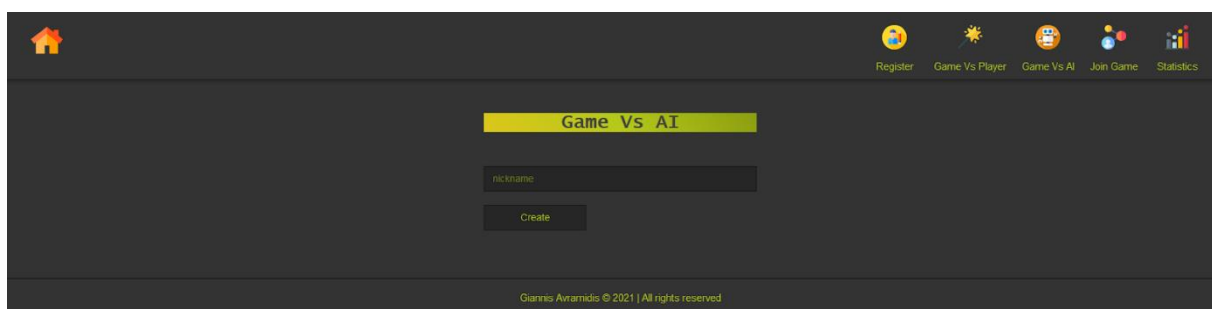 Register
Game Vs Player
Game Vs AI
Join Game
Statistics
Game Vs AI
nickname
Create
Giannis Avramidis © 2021 | All rights reserved